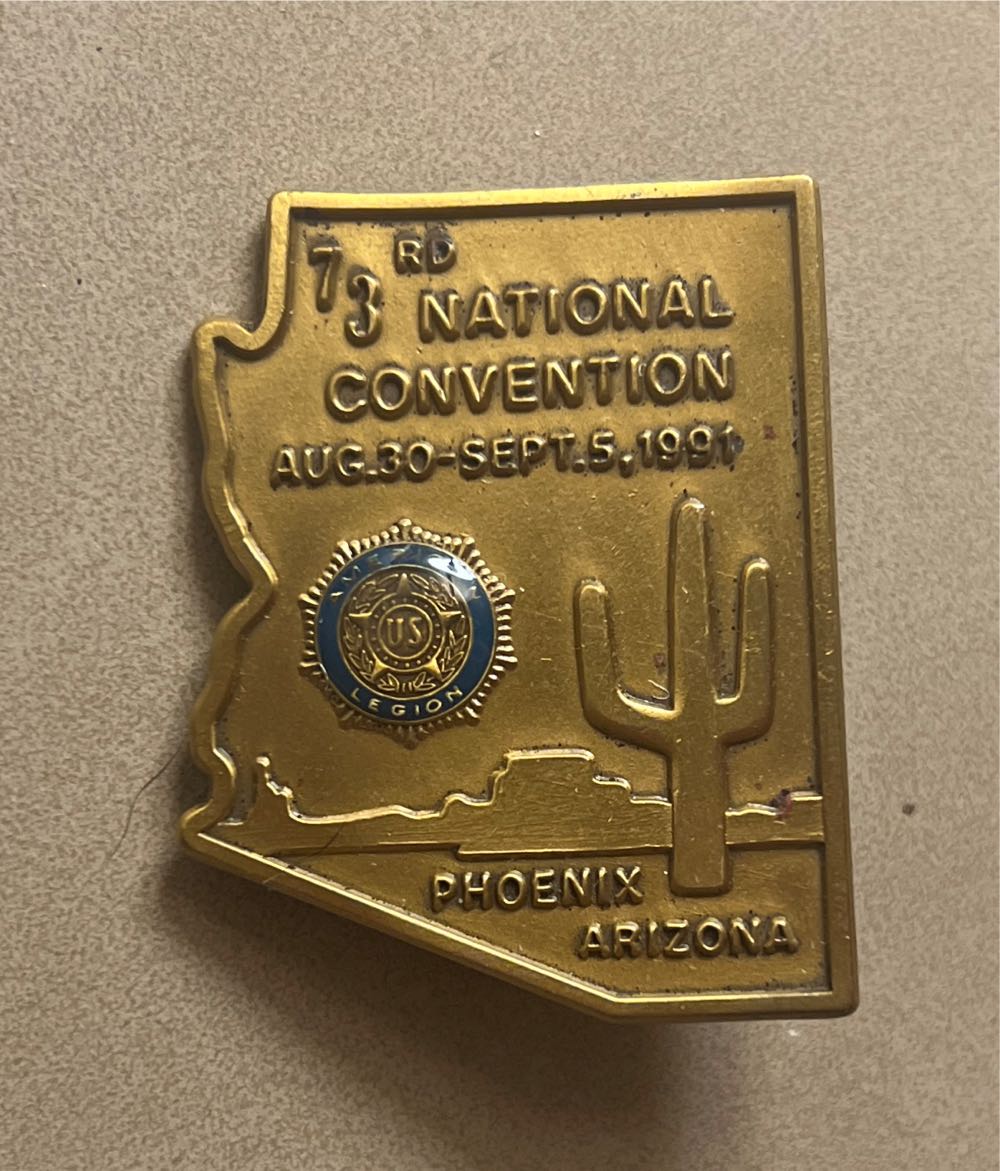 73RD NATIONAL
CONVENTION
AUG.30-SEPT.5,1991
AMERICAN
US
LEGION
PHOENIX
ARIZONA